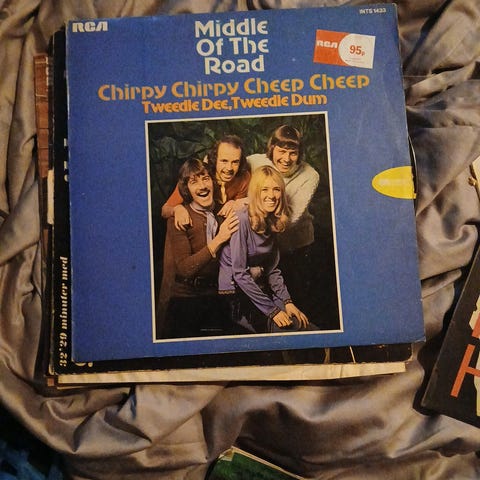 RCA
INTS 1433
Middle
Of The
Road
RCA
95p
Chirpy Chirpy Cheep Cheep
Tweedle Dee, Tweedle Dum
32'29 minuter med
H